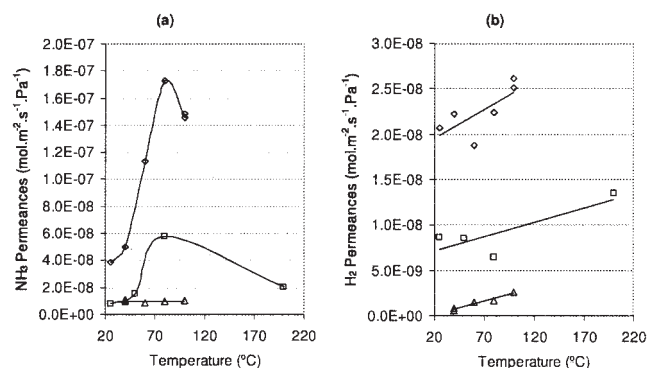 (a)
NH₃ Permeances (mol.m⁻².s⁻¹.Pa⁻¹)
2.0E-07
1.8E-07
1.6E-07
1.4E-07
1.2E-07
1.0E-07
8.0E-08
6.0E-08
4.0E-08
2.0E-08
0.0E+00
20 70 120 170 220
Temperature (ºC)
(b)
H₂ Permeances (mol.m⁻².s⁻¹.Pa⁻¹)
3.0E-08
2.5E-08
2.0E-08
1.5E-08
1.0E-08
5.0E-09
0.0E+00
20 70 120 170 220
Temperature (ºC)